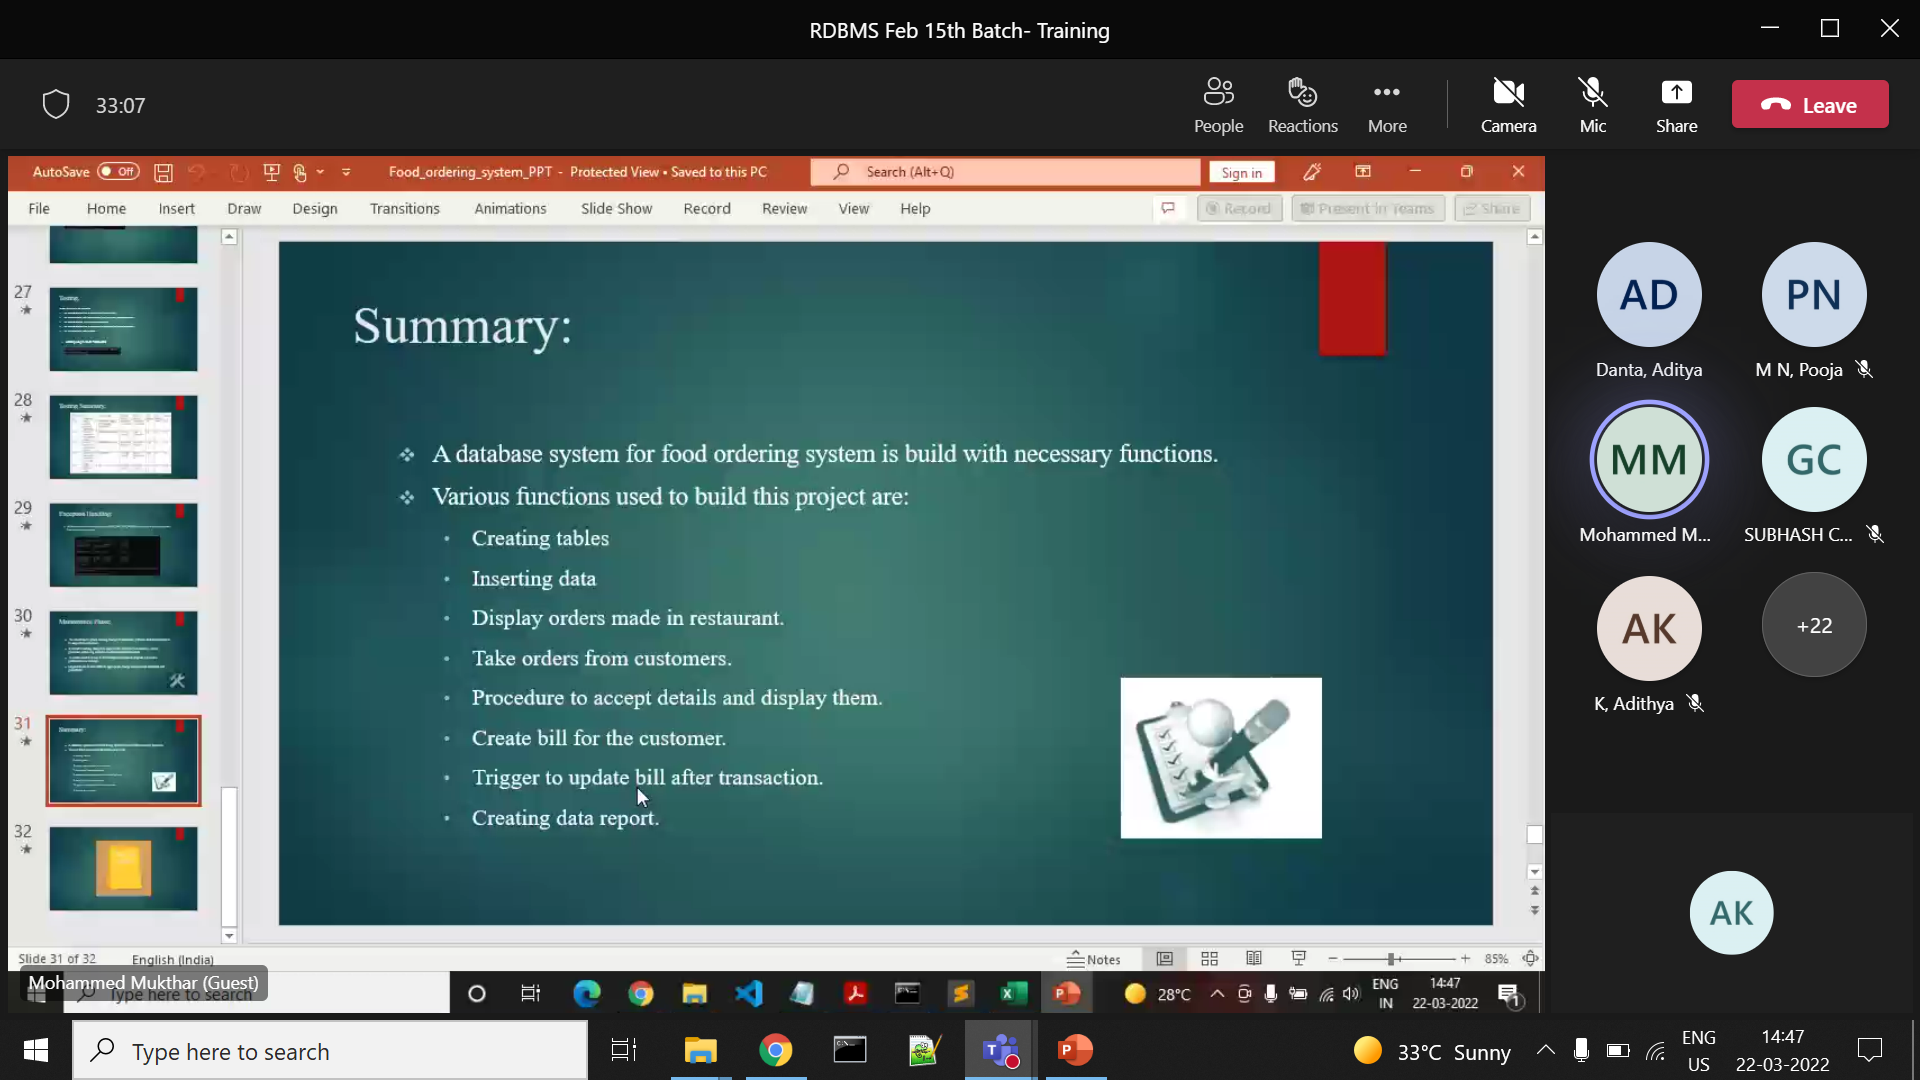 RDBMS Feb 15th Batch- Training
33:07
People
Reactions
More
Camera
Mic
Share
Leave
AutoSave Off
Food_ordering_system_PPT - Protected View • Saved to this PC
Search (Alt+Q)
Sign in
File Home Insert Draw Design Transitions Animations Slide Show Record Review View Help
Record
Present in Teams
Share
27
28
29
30
31
32
Summary:
A database system for food ordering system is build with necessary functions.
Various functions used to build this project are:
Creating tables
Inserting data
Display orders made in restaurant.
Take orders from customers.
Procedure to accept details and display them.
Create bill for the customer.
Trigger to update bill after transaction.
Creating data report.
AD
PN
Danta, Aditya
M N, Pooja
MM
GC
Mohammed M...
SUBHASH C...
AK
+22
K, Adithya
AK
Slide 31 of 32 English (India)
Notes
85%
Mohammed Mukthar (Guest)
Type here to search
28°C
ENG
IN
14:47
22-03-2022
1
Type here to search
33°C Sunny
ENG
US
14:47
22-03-2022